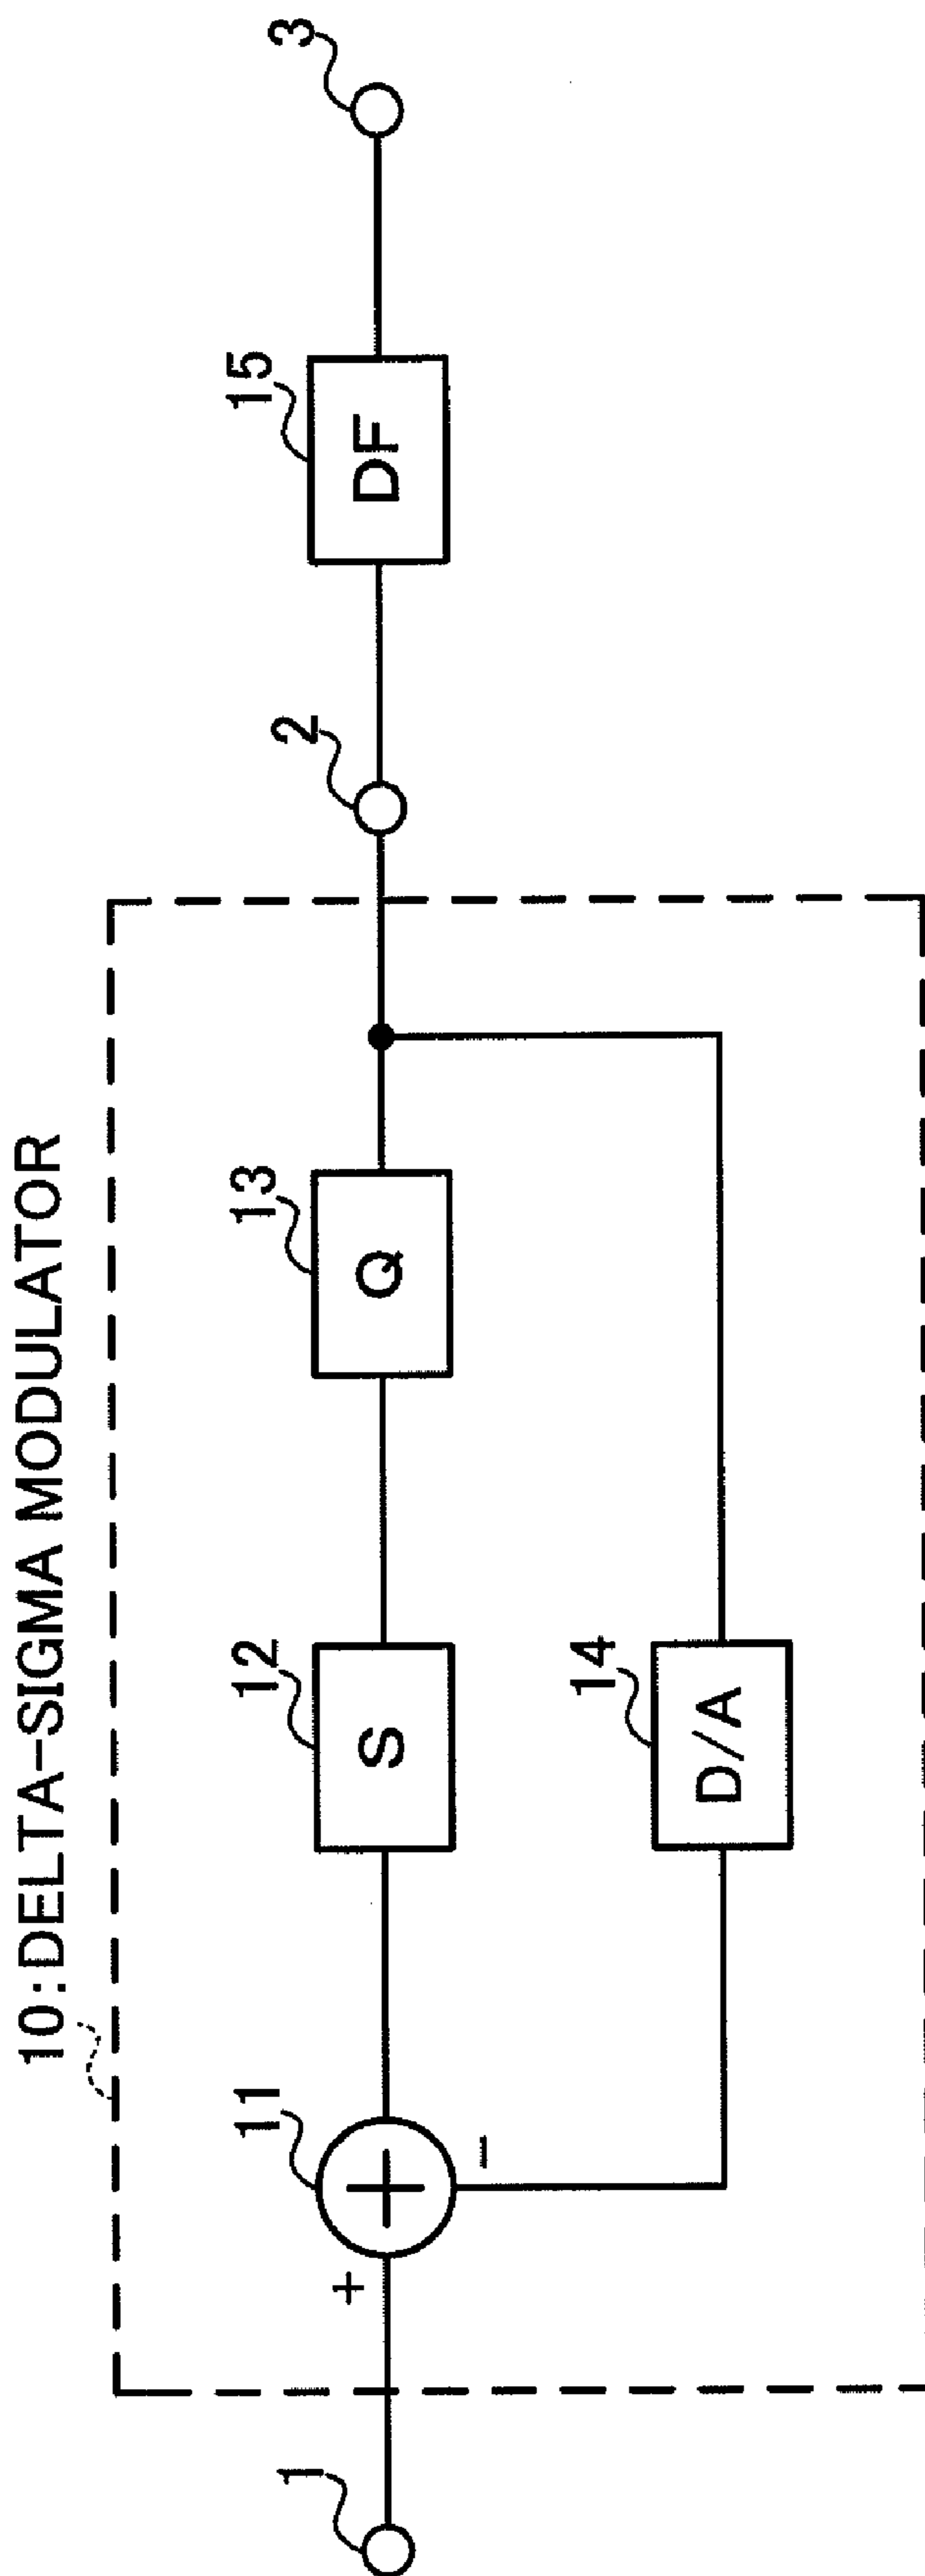 10:DELTA-SIGMA MODULATOR
1
+
11
-
12
S
13
Q
14
D/A
2
15
DF
3